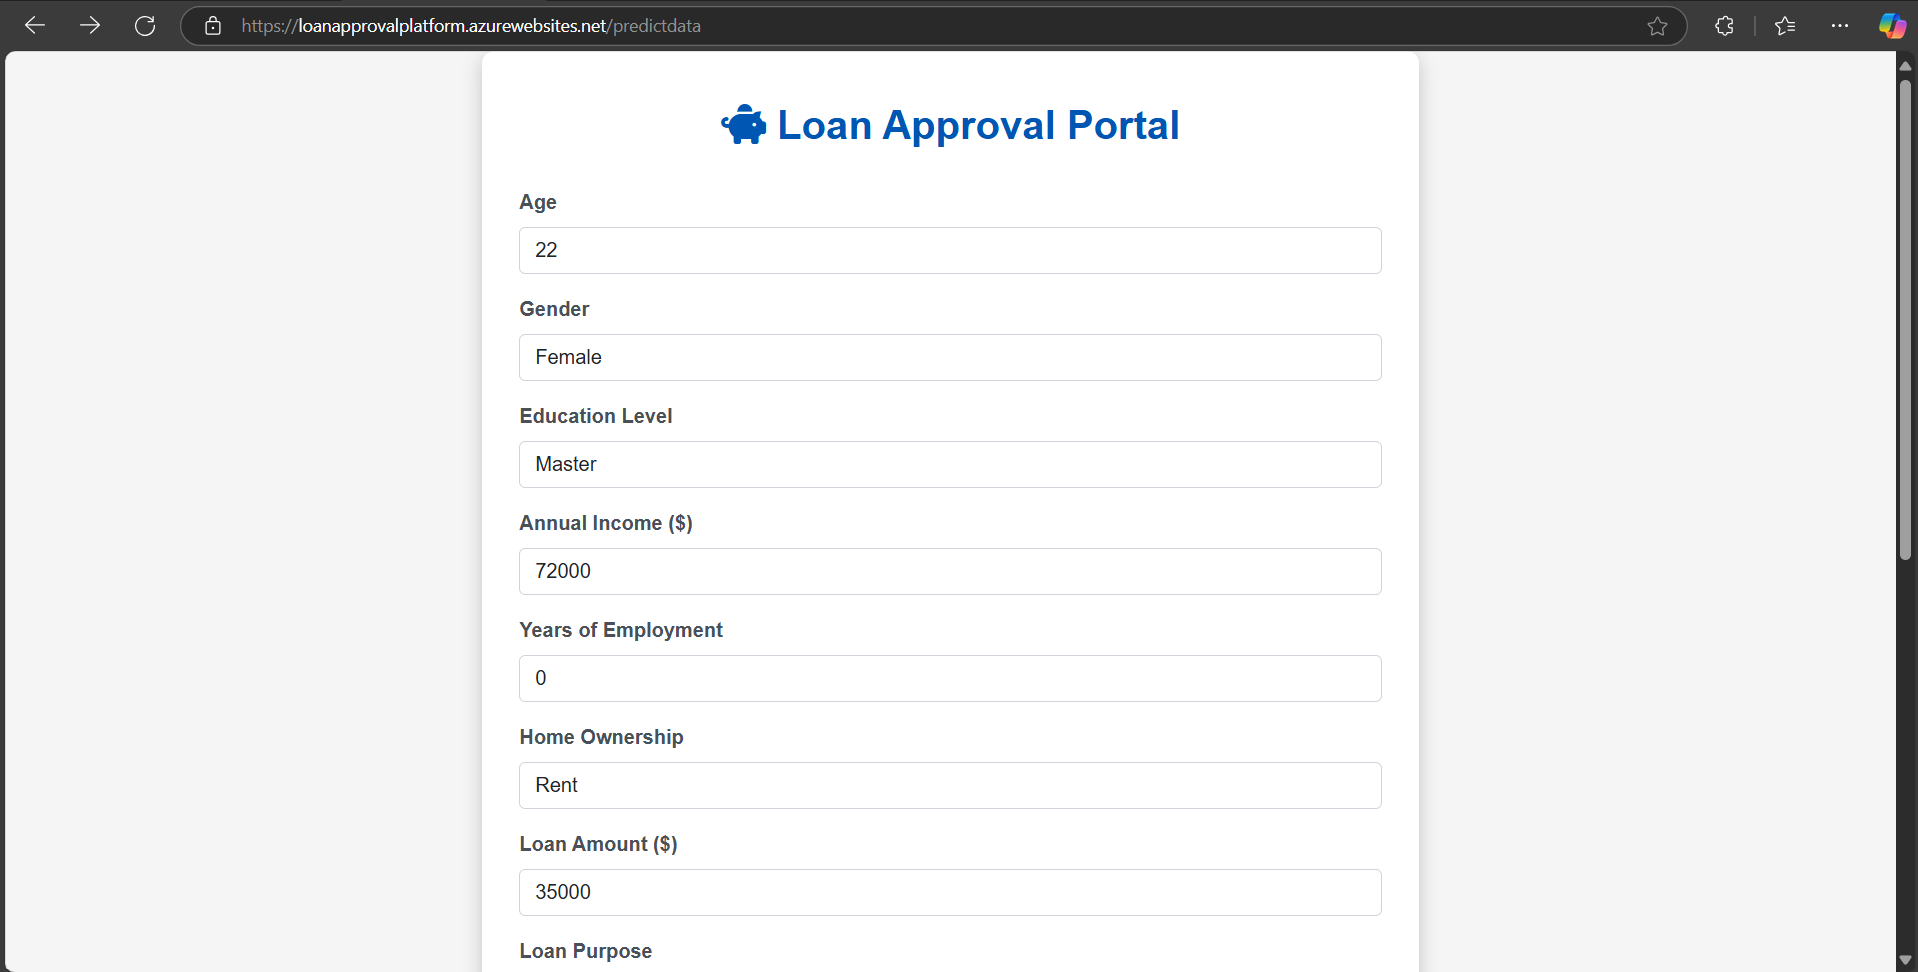 https://loanapprovalplatform.azurewebsites.net/predictdata
Loan Approval Portal
Age
22
Gender
Female
Education Level
Master
Annual Income ($)
72000
Years of Employment
0
Home Ownership
Rent
Loan Amount ($)
35000
Loan Purpose